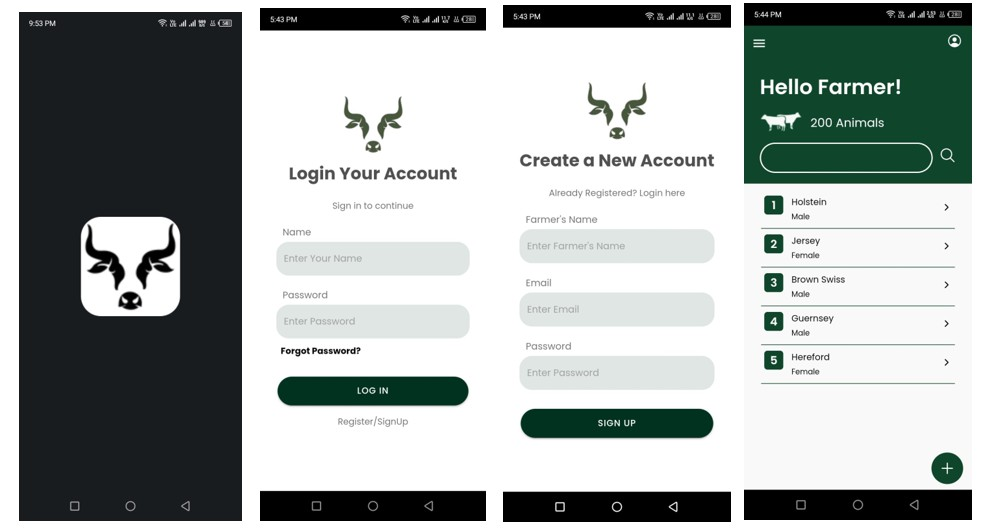 9:53 PM
5:43 PM
Login Your Account
Sign in to continue
Name
Enter Your Name
Password
Enter Password
Forgot Password?
LOG IN
Register/SignUp
5:43 PM
Create a New Account
Already Registered? Login here
Farmer's Name
Enter Farmer's Name
Email
Enter Email
Password
Enter Password
SIGN UP
5:44 PM
Hello Farmer!
200 Animals
1 Holstein
Male
2 Jersey
Female
3 Brown Swiss
Male
4 Guernsey
Male
5 Hereford
Female